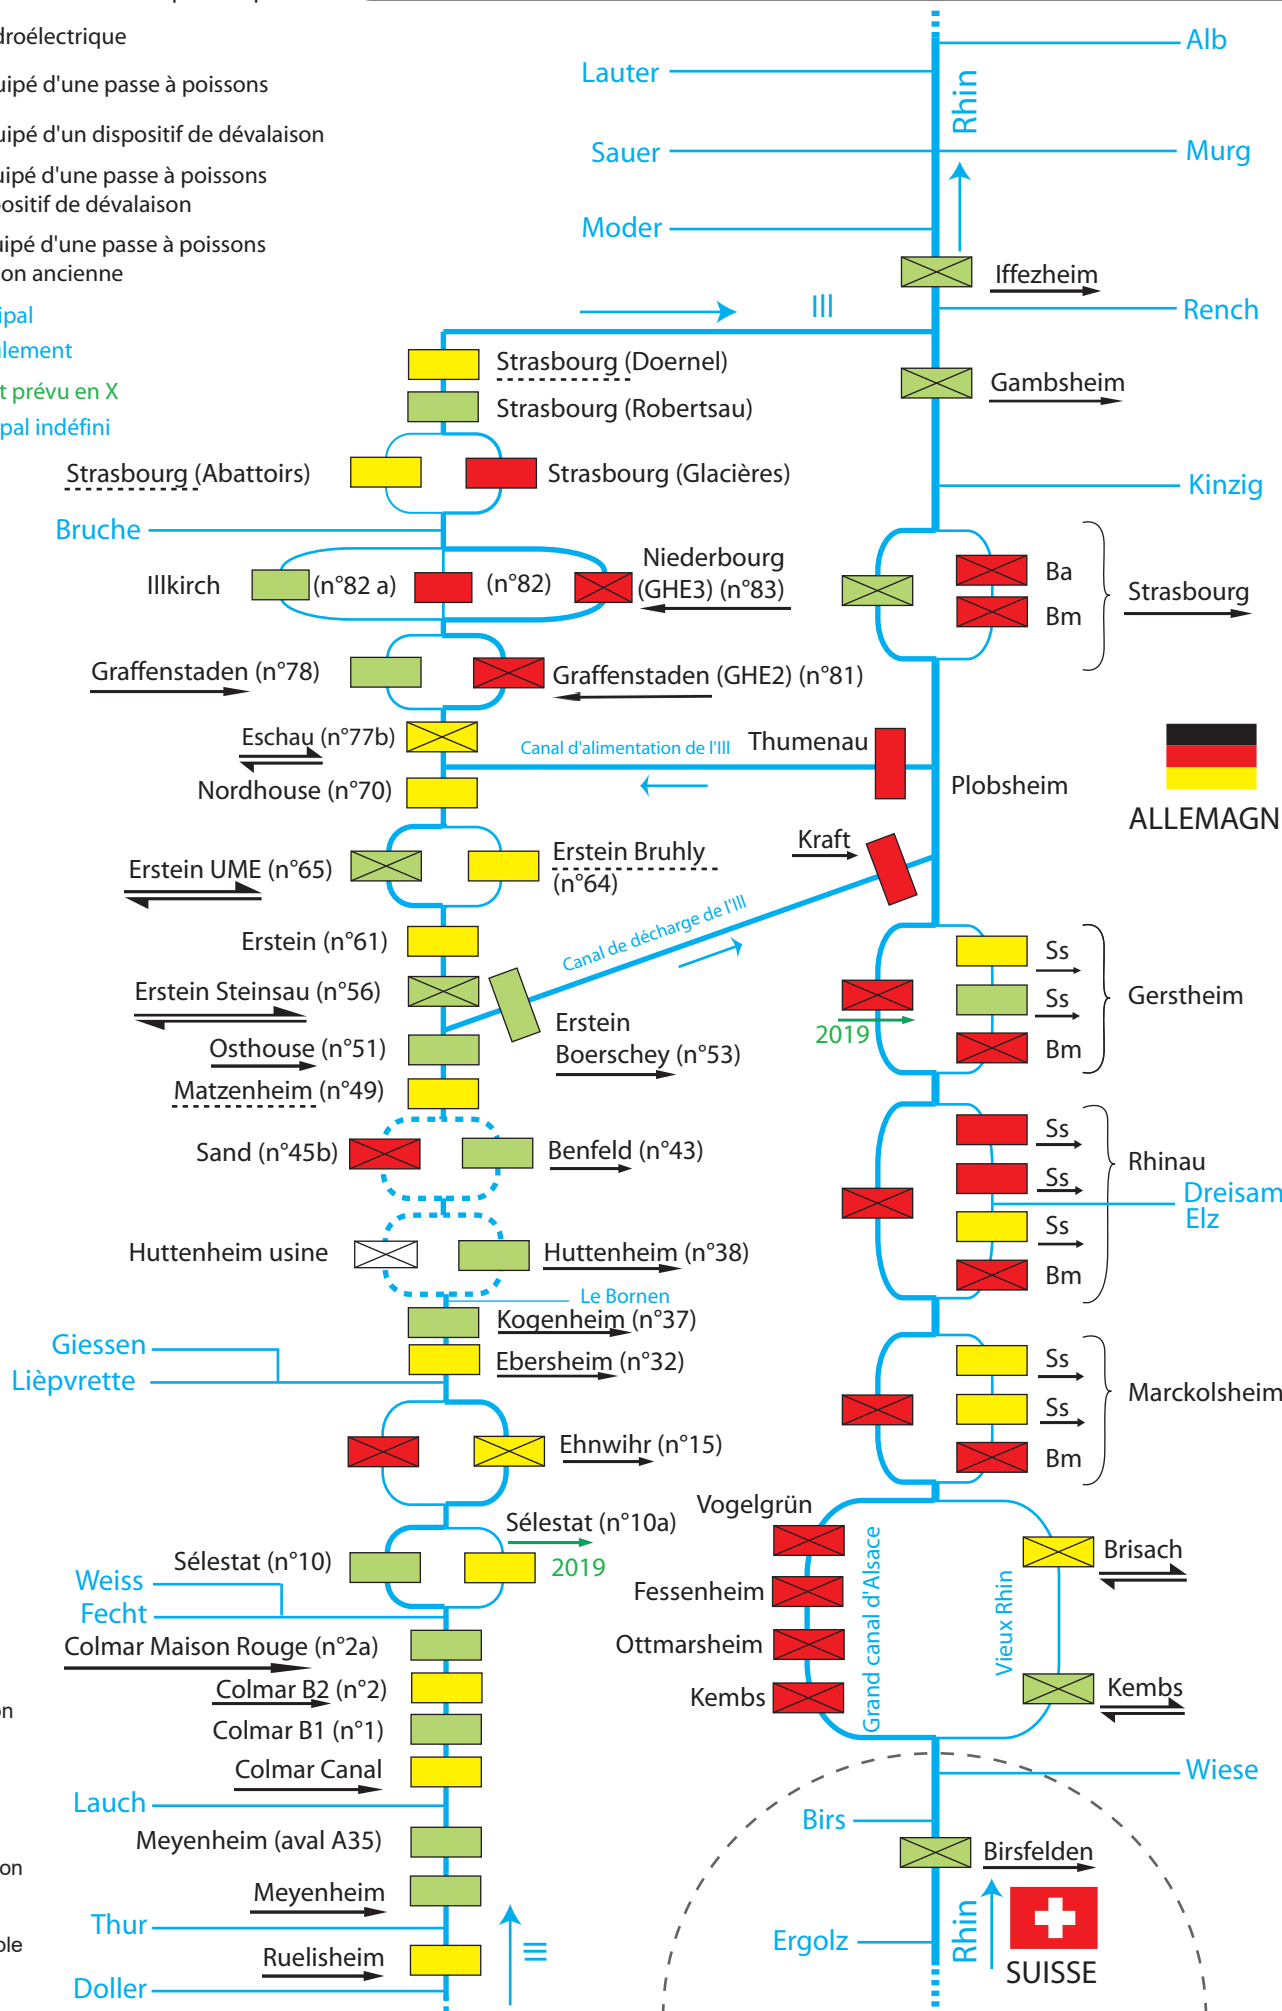 droélectrique
uipé d'une passe à poissons
uipé d'un dispositif de dévalaison
uipé d'une passe à poissons
positif de dévalaison
uipé d'une passe à poissons
on ancienne
ipal
ulement
t prévu en X
pal indéfini
Alb
Lauter
Rhin
Sauer
Murg
Moder
Iffezheim
Ill
Rench
Strasbourg (Doernel)
Gambsheim
Strasbourg (Robertsau)
Strasbourg (Abattoirs)
Strasbourg (Glacières)
Kinzig
Bruche
Illkirch
(n°82 a)
(n°82)
Niederbourg
(GHE3) (n°83)
Ba
Bm
Strasbourg
Graffenstaden (n°78)
Graffenstaden (GHE2) (n°81)
Eschau (n°77b)
Canal d'alimentation de l'Ill
Thumenau
Plobsheim
Nordhouse (n°70)
ALLEMAGN
Kraft
Erstein UME (n°65)
Erstein Bruhly
(n°64)
Canal de décharge de l'Ill
Erstein (n°61)
Erstein Steinsau (n°56)
Erstein
Boerschey (n°53)
Ss
Ss
Bm
Gerstheim
2019
Osthouse (n°51)
Matzenheim (n°49)
Sand (n°45b)
Benfeld (n°43)
Ss
Ss
Ss
Bm
Rhinau
Dreisam
Elz
Huttenheim usine
Huttenheim (n°38)
Le Bornen
Kogenheim (n°37)
Giessen
Ebersheim (n°32)
Lièpvrette
Ss
Ss
Bm
Marckolsheim
Ehnwihr (n°15)
Vogelgrün
Sélestat (n°10a)
2019
Sélestat (n°10)
Brisach
Weiss
Fecht
Fessenheim
Grand canal d'Alsace
Vieux Rhin
Colmar Maison Rouge (n°2a)
Ottmarsheim
Colmar B2 (n°2)
Kembs
Kembs
on
Colmar B1 (n°1)
Colmar Canal
Wiese
Lauch
Birs
Meyenheim (aval A35)
Birsfelden
on
Meyenheim
Thur
Ergolz
Rhin
ble
Ruelisheim
Ill
SUISSE
Doller